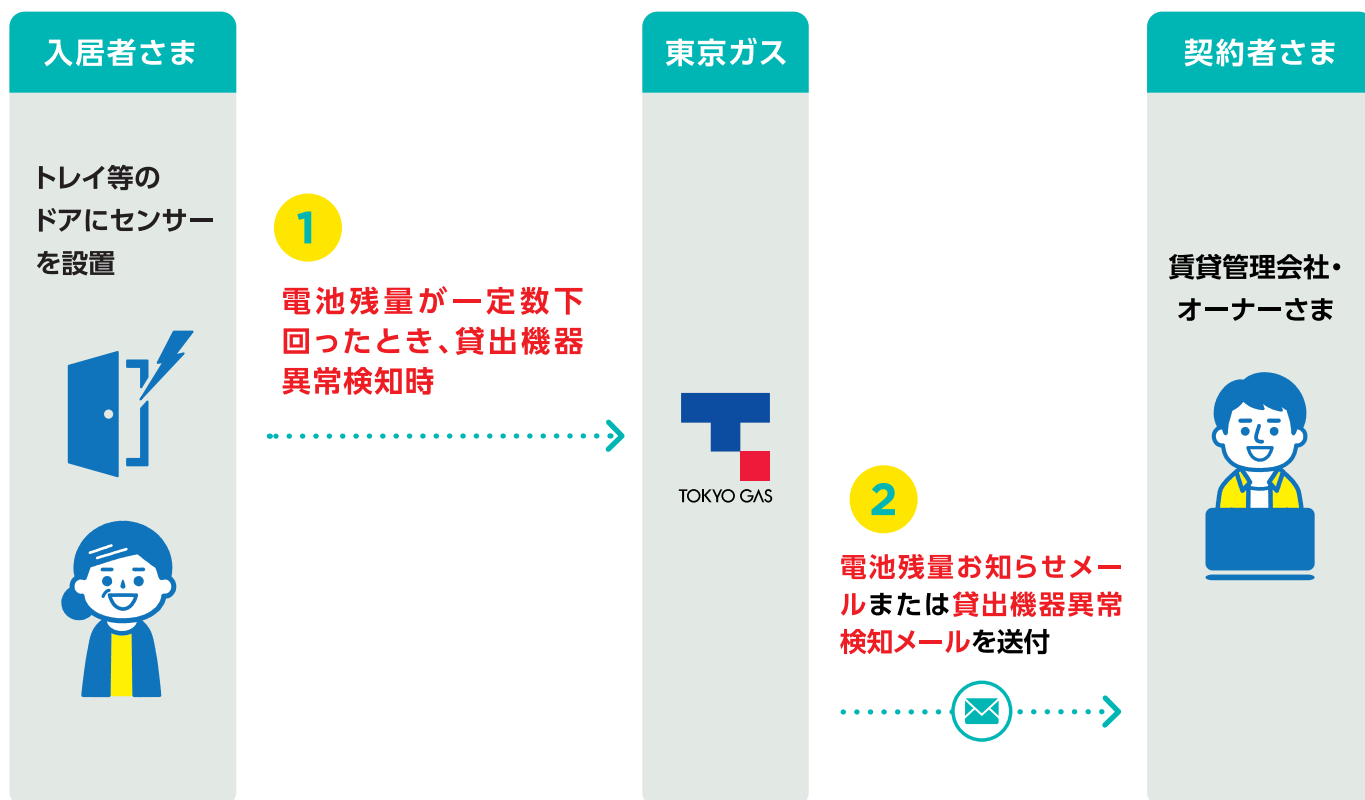 入居者さま
トレイ等の
ドアにセンサー
を設置
1
電池残量が一定数下
回ったとき、貸出機器
異常検知時
東京ガス
TOKYO GAS
2
電池残量お知らせメー
ルまたは貸出機器異常
検知メールを送付
契約者さま
賃貸管理会社・
オーナーさま